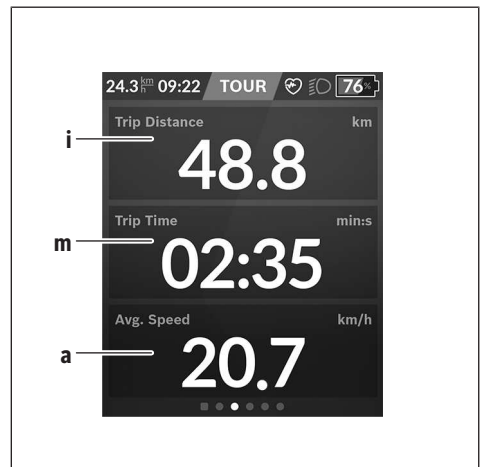 24.3 km/h 09:22 TOUR 76%
Trip Distance km
i
48.8
Trip Time min:s
m
02:35
Avg. Speed km/h
a
20.7